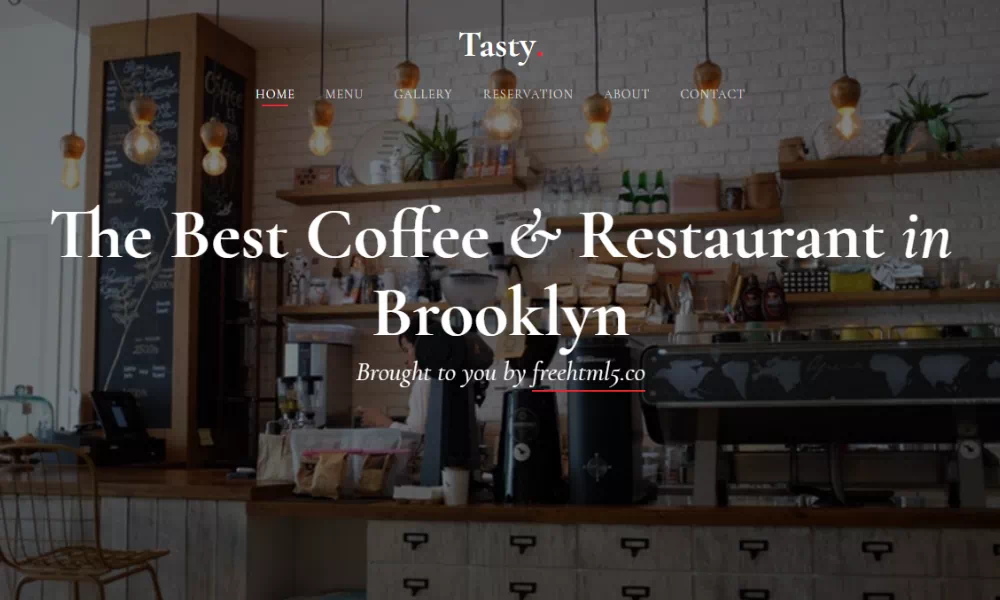 Tasty.
HOME MENU GALLERY RESERVATION ABOUT CONTACT
The Best Coffee & Restaurant in
Brooklyn
Brought to you by freehtml5.co